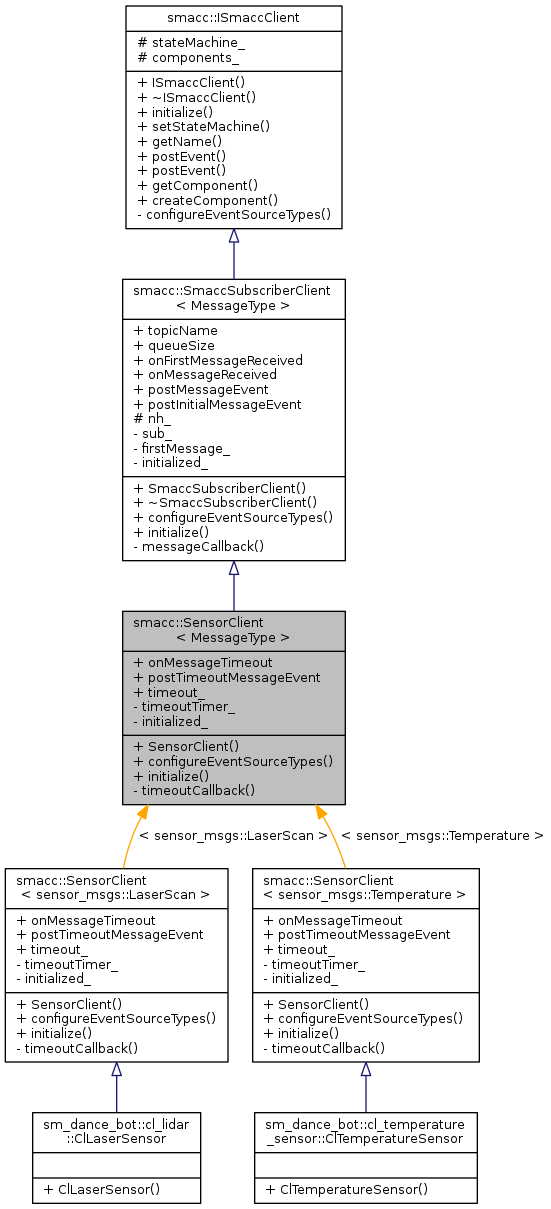 smacc::ISmaccClient
# stateMachine_
# components_
+ ISmaccClient()
+ ~ISmaccClient()
+ initialize()
+ setStateMachine()
+ getName()
+ postEvent()
+ postEvent()
+ getComponent()
+ createComponent()
- configureEventSourceTypes()
smacc::SmaccSubscriberClient
< MessageType >
+ topicName
+ queueSize
+ onFirstMessageReceived
+ onMessageReceived
+ postMessageEvent
+ postInitialMessageEvent
# nh_
- sub_
- firstMessage_
- initialized_
+ SmaccSubscriberClient()
+ ~SmaccSubscriberClient()
+ configureEventSourceTypes()
+ initialize()
- messageCallback()
smacc::SensorClient
< MessageType >
+ onMessageTimeout
+ postTimeoutMessageEvent
+ timeout_
- timeoutTimer_
- initialized_
+ SensorClient()
+ configureEventSourceTypes()
+ initialize()
- timeoutCallback()
< sensor_msgs::LaserScan >
< sensor_msgs::Temperature >
smacc::SensorClient
< sensor_msgs::LaserScan >
+ onMessageTimeout
+ postTimeoutMessageEvent
+ timeout_
- timeoutTimer_
- initialized_
+ SensorClient()
+ configureEventSourceTypes()
+ initialize()
- timeoutCallback()
smacc::SensorClient
< sensor_msgs::Temperature >
+ onMessageTimeout
+ postTimeoutMessageEvent
+ timeout_
- timeoutTimer_
- initialized_
+ SensorClient()
+ configureEventSourceTypes()
+ initialize()
- timeoutCallback()
sm_dance_bot::cl_lidar
::ClLaserSensor
+ ClLaserSensor()
sm_dance_bot::cl_temperature
_sensor::ClTemperatureSensor
+ ClTemperatureSensor()